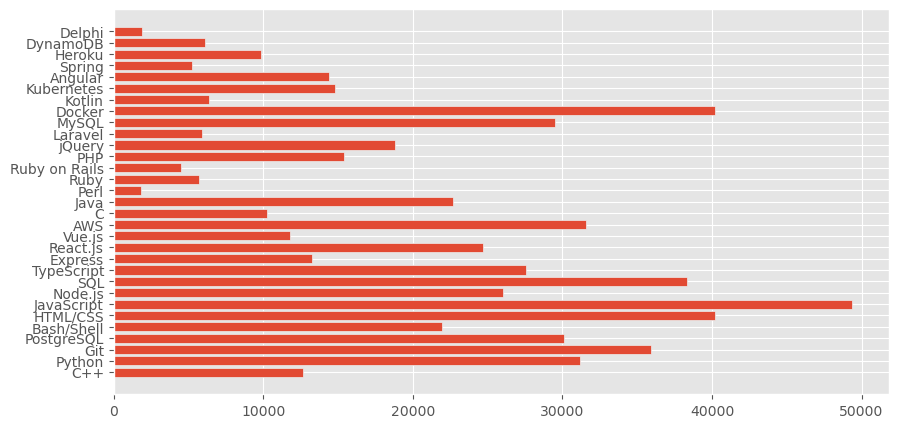 Delphi
DynamoDB
Heroku
Spring
Angular
Kubernetes
Kotlin
Docker
MySQL
Laravel
jQuery
PHP
Ruby on Rails
Ruby
Perl
Java
C
AWS
Vue.js
React.js
Express
TypeScript
SQL
Node.js
JavaScript
HTML/CSS
Bash/Shell
PostgreSQL
Git
Python
C++
0 10000 20000 30000 40000 50000